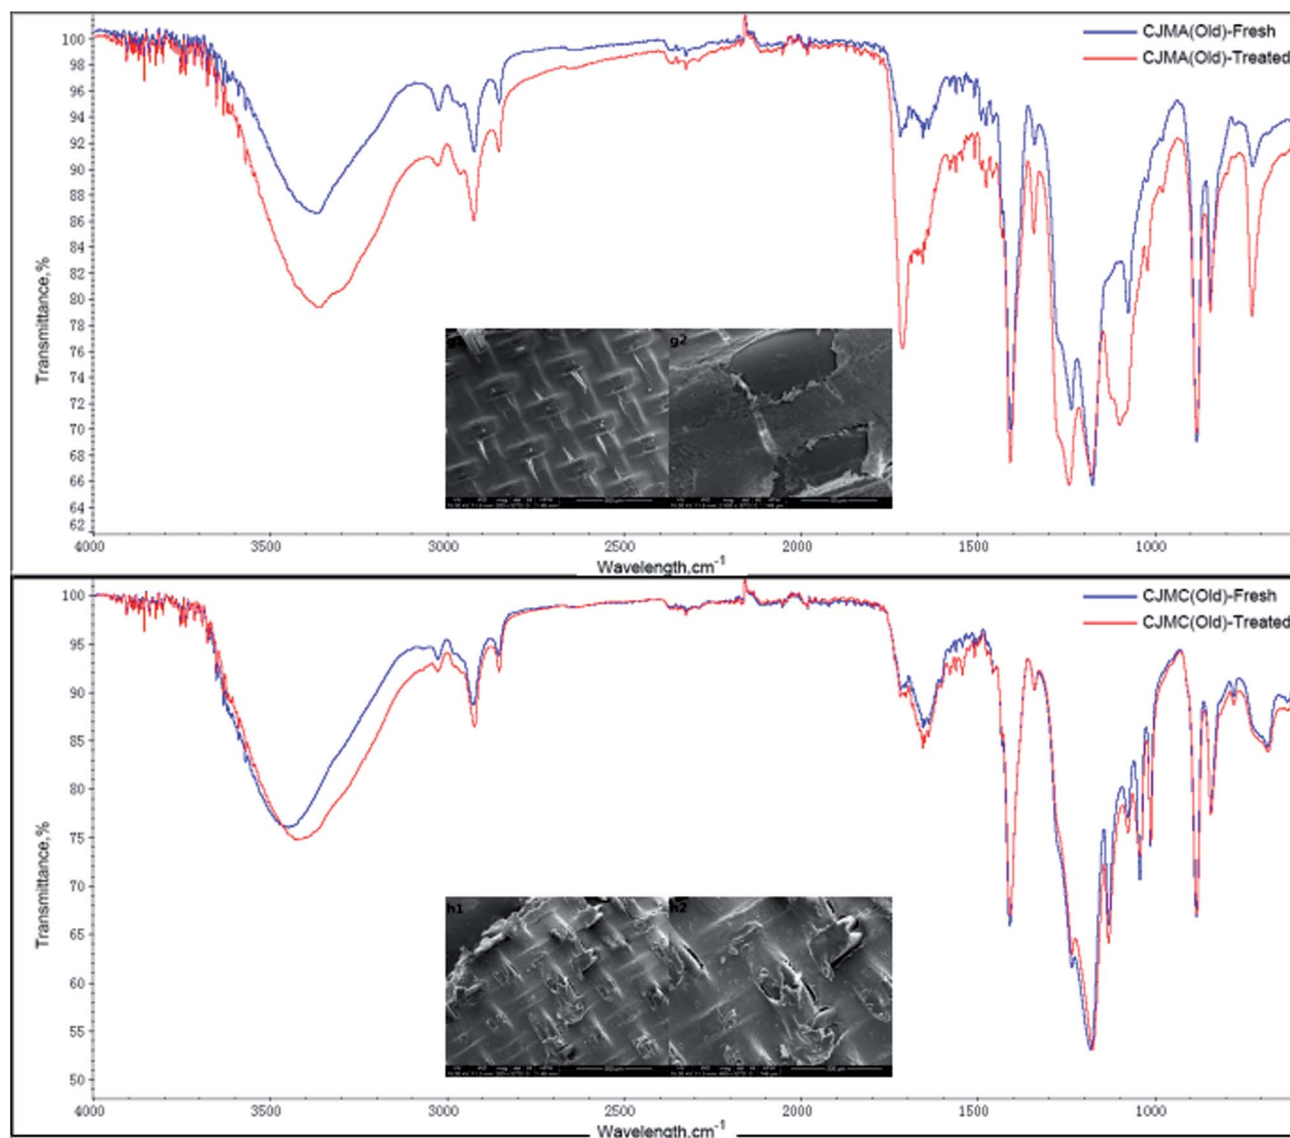 CJMA(Old)-Fresh
CJMA(Old)-Treated
Transmittance,%
100
98
96
94
92
90
88
86
84
82
80
78
76
74
72
70
68
66
64
62
g2
4000 3500 3000 2500 2000 1500 1000
Wavelength,cm-1
CJMC(Old)-Fresh
CJMC(Old)-Treated
Transmittance,%
100
95
90
85
80
75
70
65
60
55
50
h1 h2
4000 3500 3000 2500 2000 1500 1000
Wavelength,cm-1